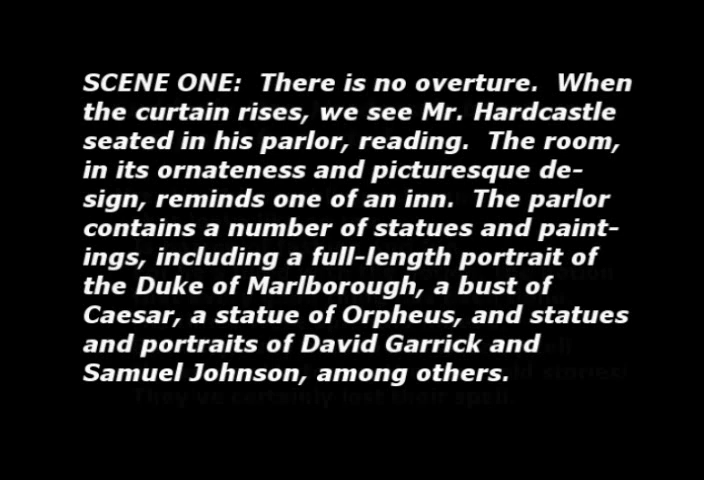 SCENE ONE:  There is no overture.  When
the curtain rises, we see Mr. Hardcastle
seated in his parlor, reading.  The room,
in its ornateness and picturesque de-
sign, reminds one of an inn.  The parlor
contains a number of statues and paint-
ings, including a full-length portrait of
the Duke of Marlborough, a bust of
Caesar, a statue of Orpheus, and statues
and portraits of David Garrick and
Samuel Johnson, among others.